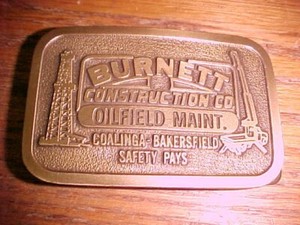 BURNETT
CONSTRUCTION CO
OILFIELD MAINT.
COALINGA-BAKERSFIELD
SAFETY PAYS